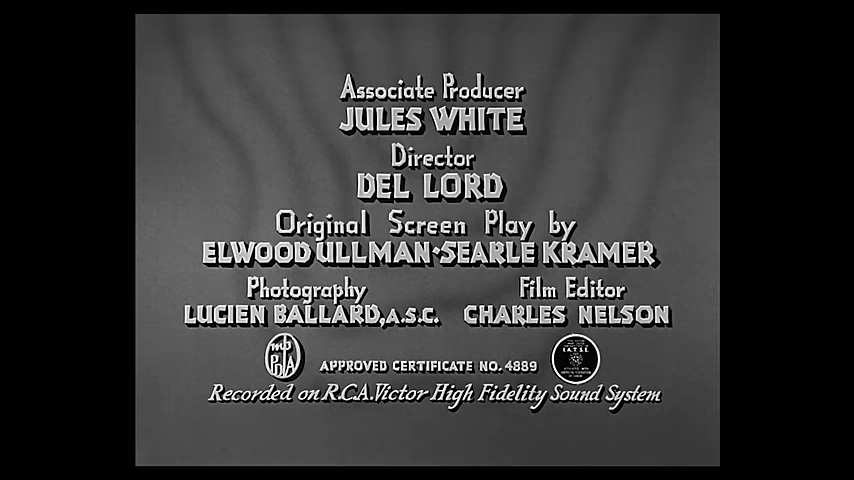 Associate Producer
JULES WHITE
Director
DEL LORD
Original Screen Play by
ELWOOD ULLMAN·SEARLE KRAMER
Photography
LUCIEN BALLARD, A.S.C.
Film Editor
CHARLES NELSON
APPROVED CERTIFICATE NO. 4889
I.A.T.S.E.
Recorded on R.C.A. Victor High Fidelity Sound System